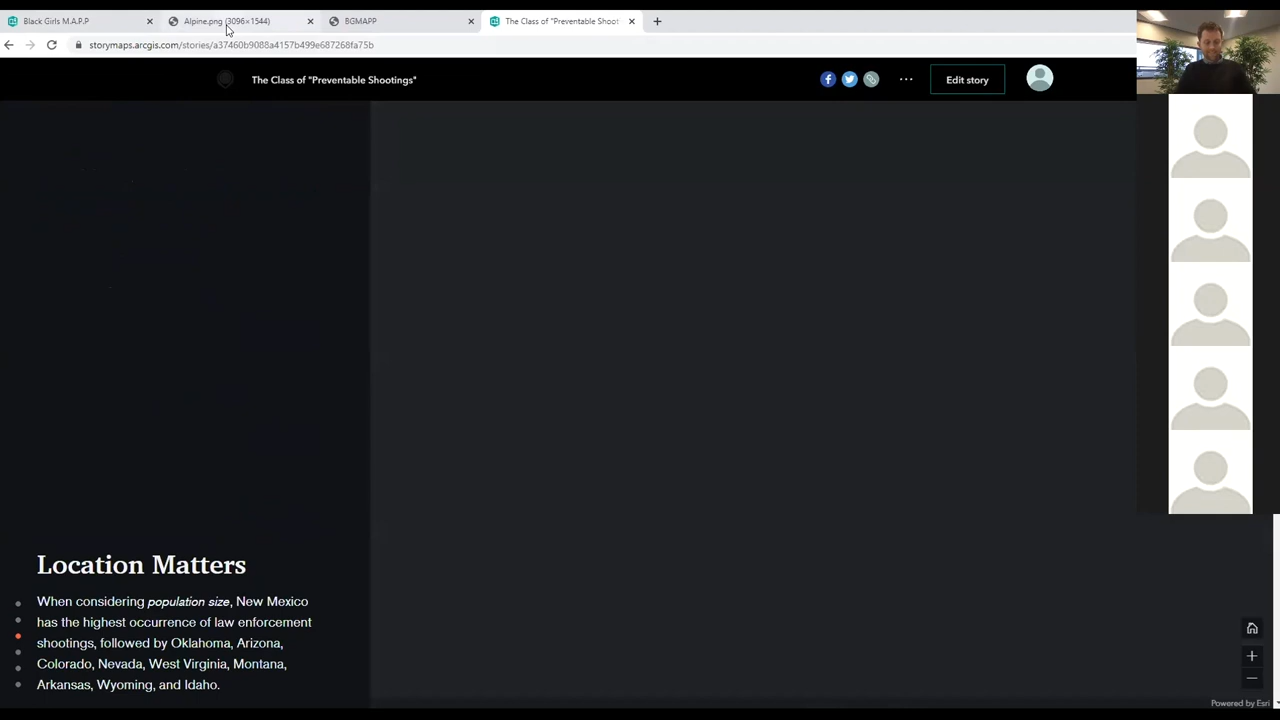 Black Girls M.A.P.P
Alpine.png (3096×1544)
BGMAPP
The Class of "Preventable Shoot
storymaps.arcgis.com/stories/a37460b9088a4157b499e687268fa75b
The Class of "Preventable Shootings"
Edit story
Location Matters
When considering population size, New Mexico
has the highest occurrence of law enforcement
shootings, followed by Oklahoma, Arizona,
Colorado, Nevada, West Virginia, Montana,
Arkansas, Wyoming, and Idaho.
Powered by Esri